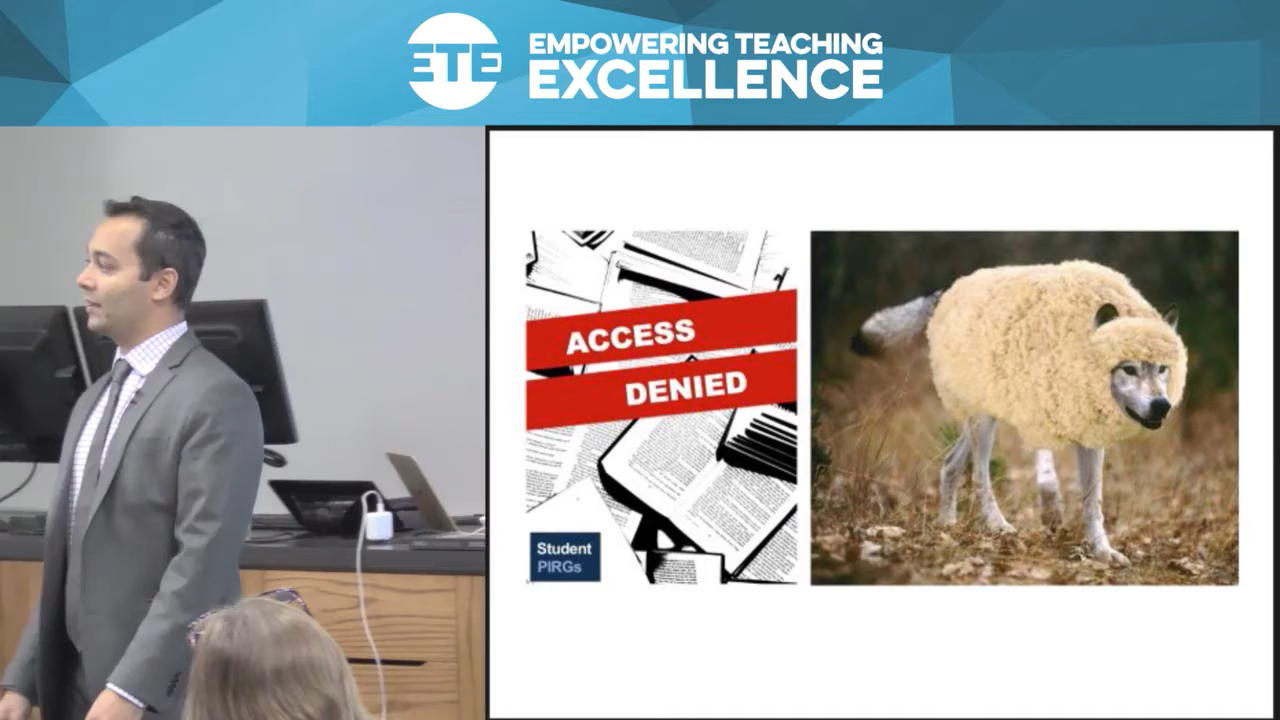 ETE
EMPOWERING TEACHING
EXCELLENCE
ACCESS
DENIED
Student
PIRGs